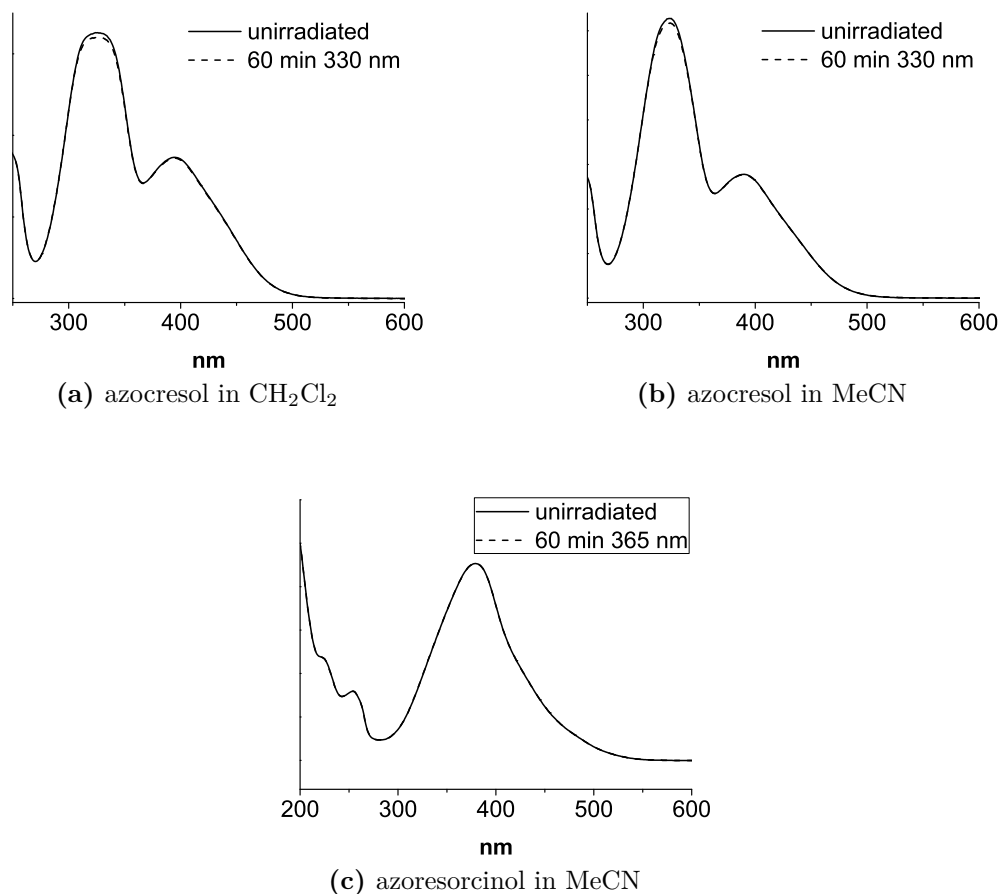 unirradiated
60 min 330 nm
300 400 500 600
nm
(a) azocresol in CH₂Cl₂
unirradiated
60 min 330 nm
300 400 500 600
nm
(b) azocresol in MeCN
unirradiated
60 min 365 nm
200 300 400 500 600
nm
(c) azoresorcinol in MeCN